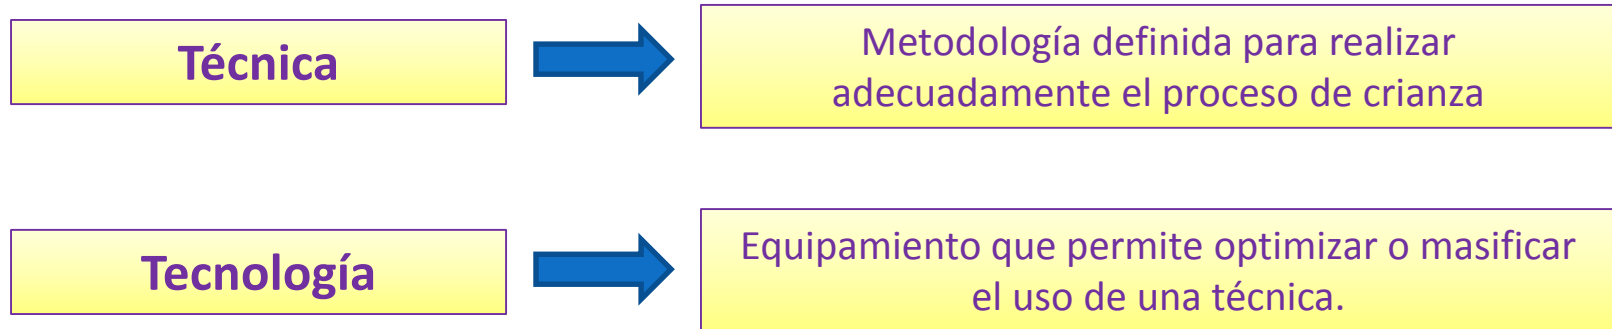 Técnica
Metodología definida para realizar
adecuadamente el proceso de crianza
Tecnología
Equipamiento que permite optimizar o masificar
el uso de una técnica.